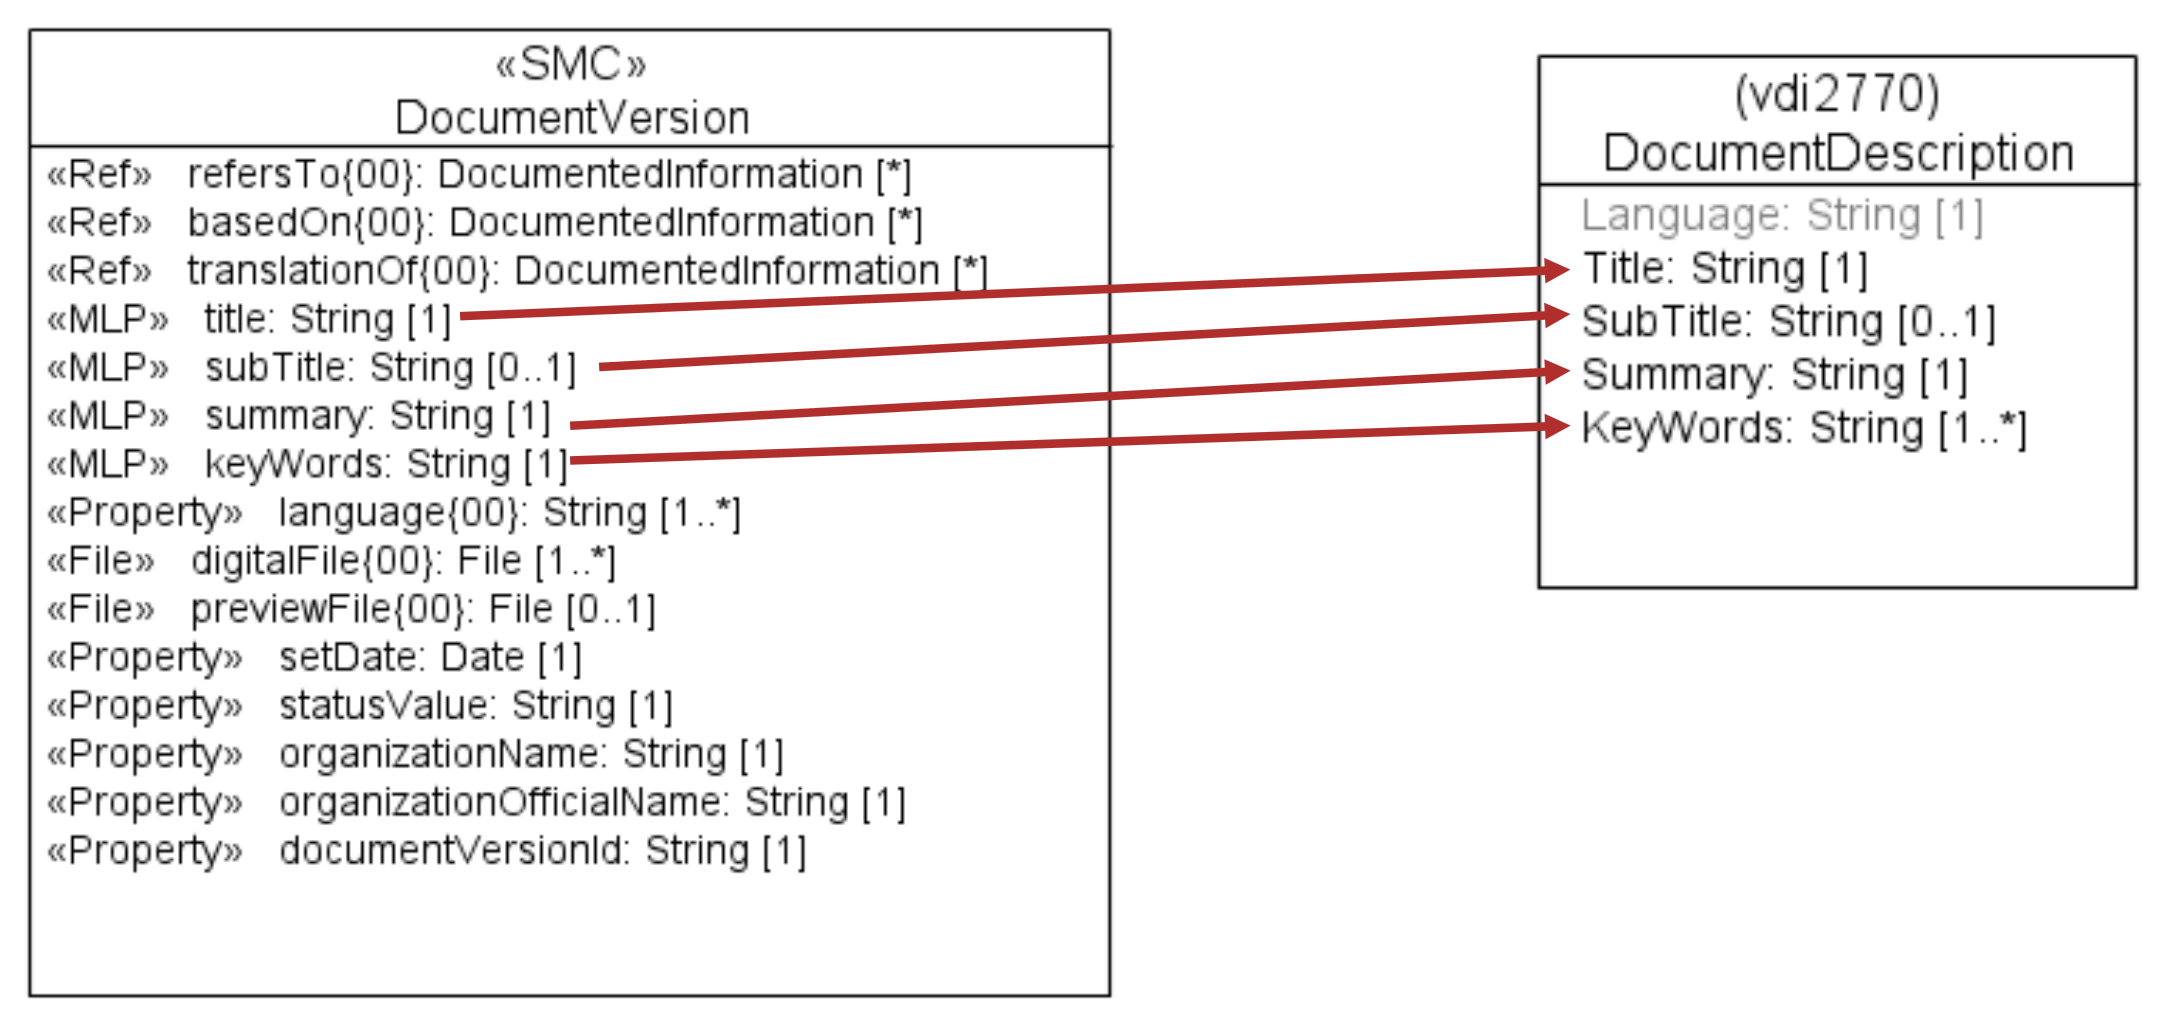 «SMC»
DocumentVersion
«Ref» refersTo{00}: DocumentedInformation [*]
«Ref» basedOn{00}: DocumentedInformation [*]
«Ref» translationOf{00}: DocumentedInformation [*]
«MLP» title: String [1]
«MLP» subTitle: String [0..1]
«MLP» summary: String [1]
«MLP» keyWords: String [1]
«Property» language{00}: String [1..*]
«File» digitalFile{00}: File [1..*]
«File» previewFile{00}: File [0..1]
«Property» setDate: Date [1]
«Property» statusValue: String [1]
«Property» organizationName: String [1]
«Property» organizationOfficialName: String [1]
«Property» documentVersionId: String [1]
(vdi2770)
DocumentDescription
Language: String [1]
Title: String [1]
SubTitle: String [0..1]
Summary: String [1]
KeyWords: String [1..*]